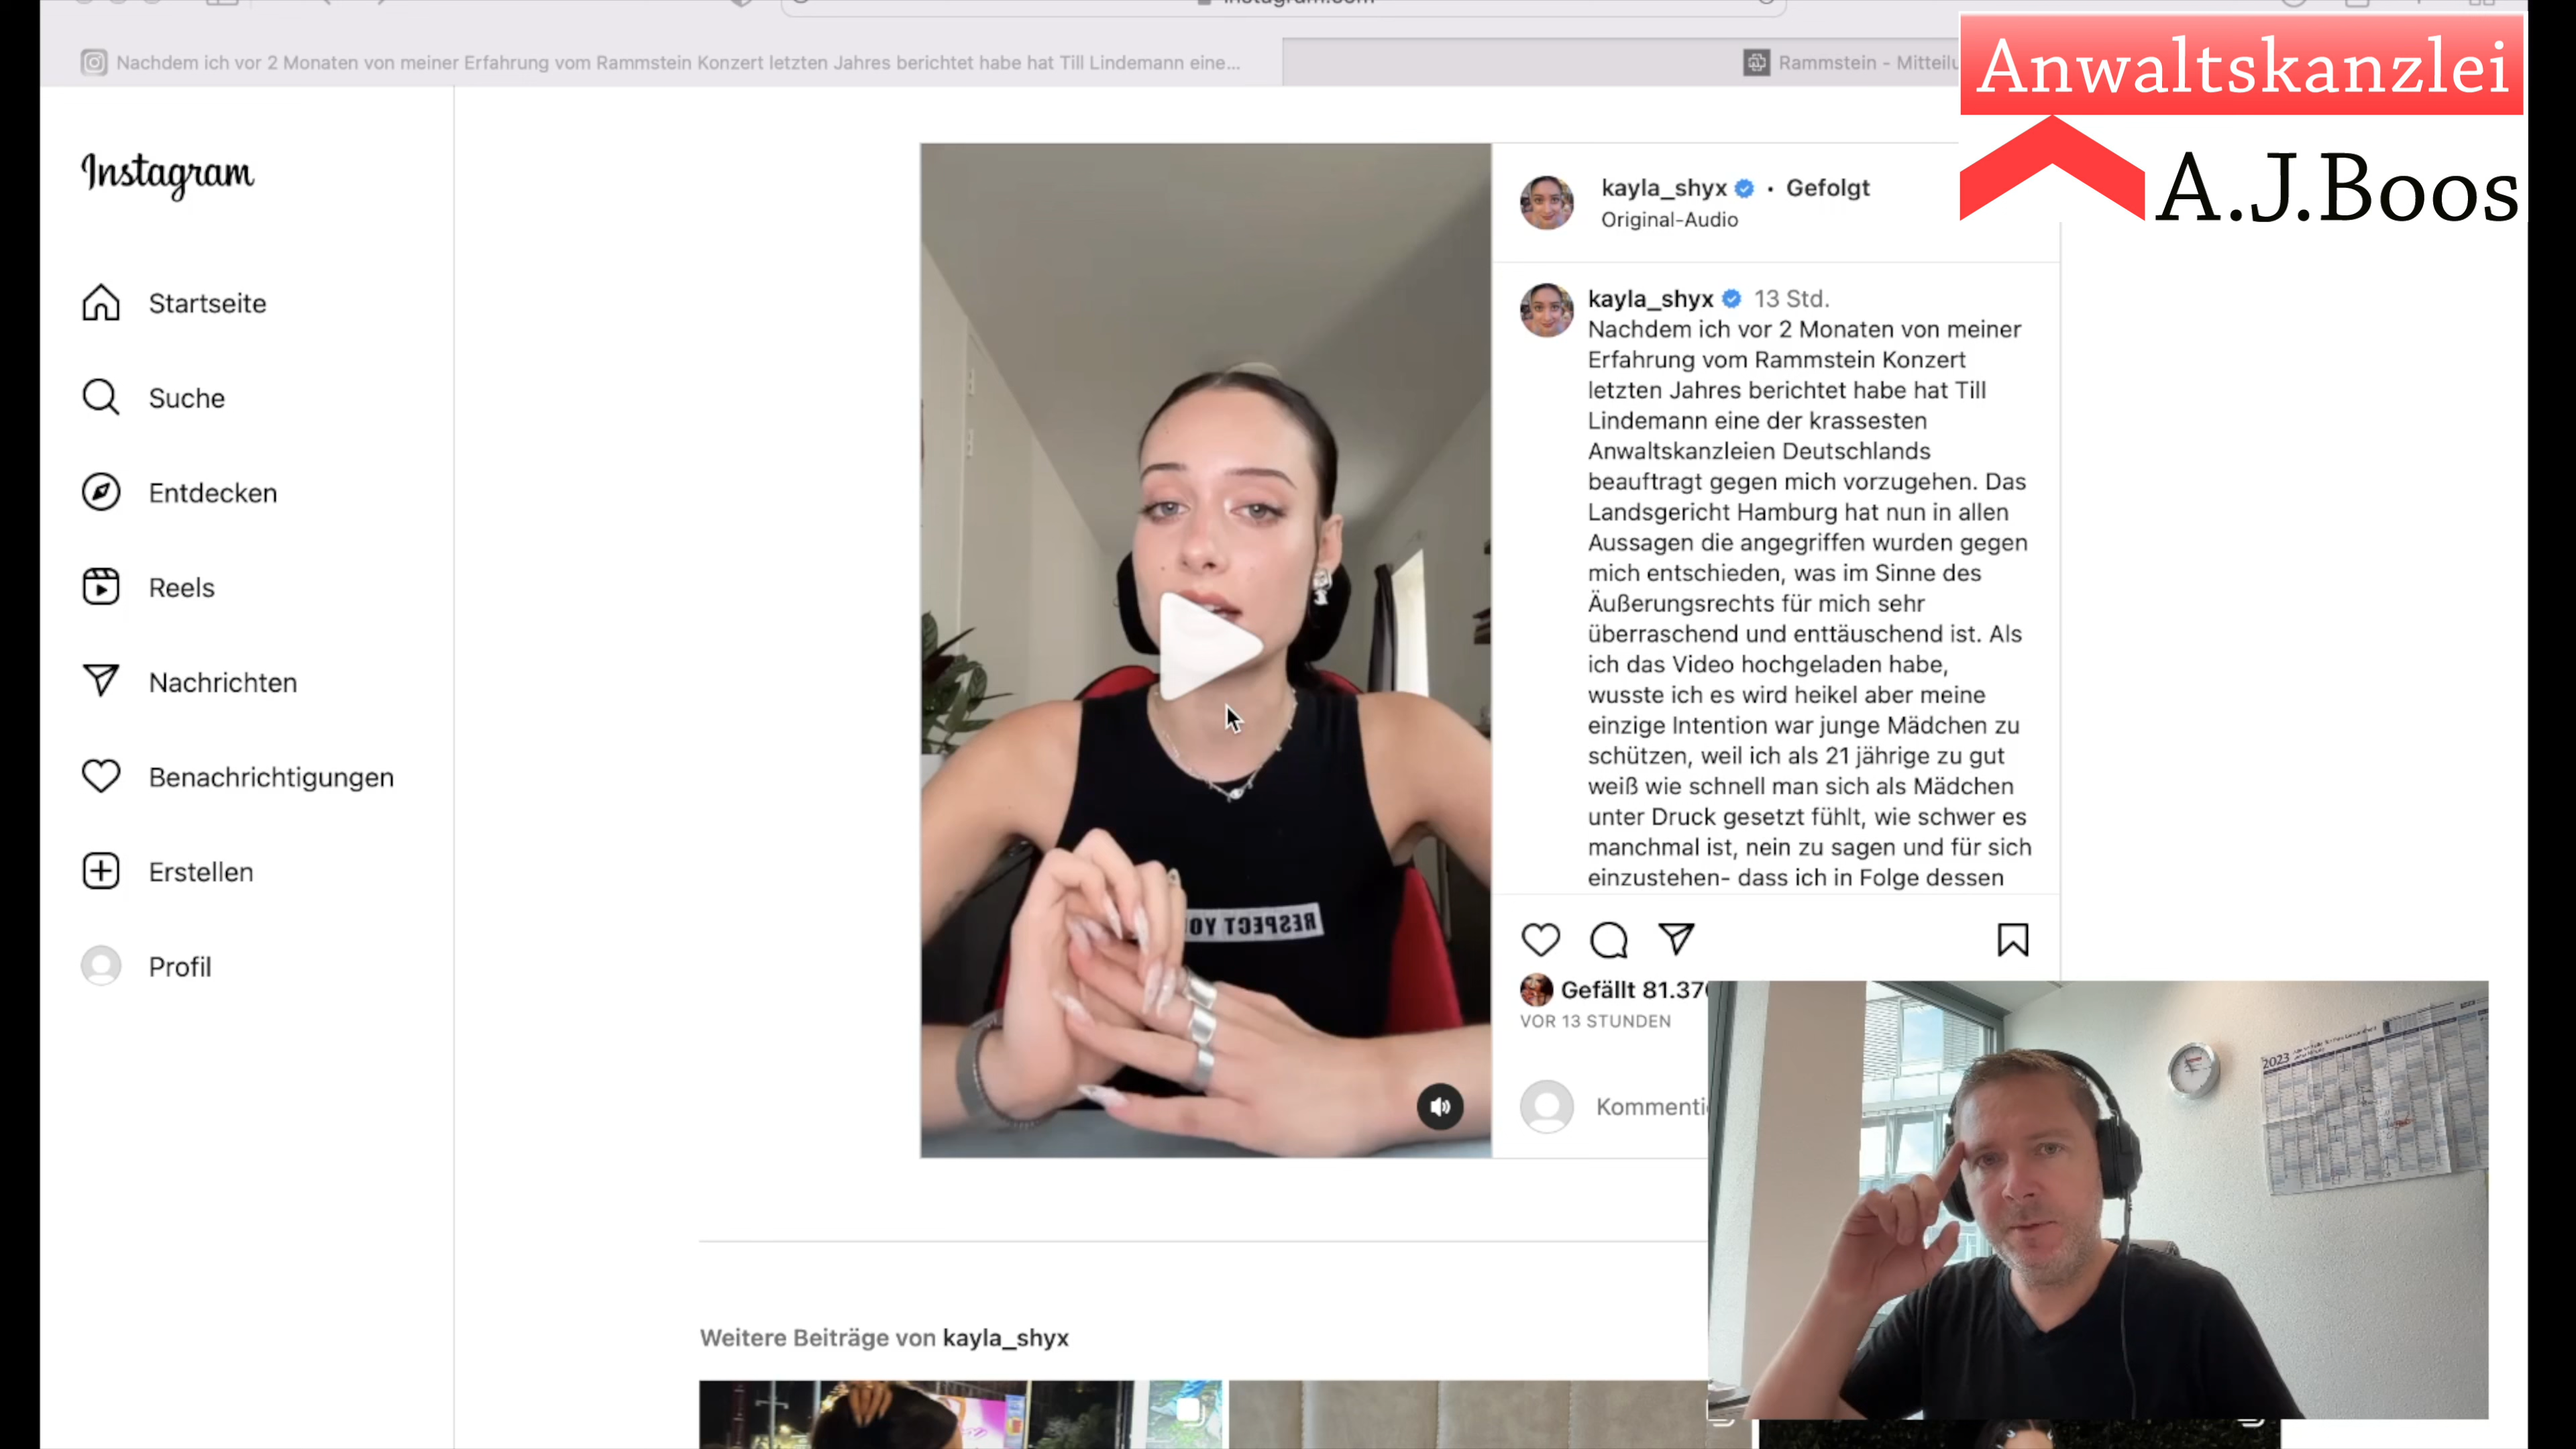 Nachdem ich vor 2 Monaten von meiner Erfahrung vom Rammstein Konzert letzten Jahres berichtet habe hat Till Lindemann eine...
Rammstein -
Anwaltskanzlei
A.J.Boos
Instagram
Startseite
Suche
Entdecken
Reels
Nachrichten
Benachrichtigungen
Erstellen
Profil
kayla_shyx • Gefolgt
Original-Audio
kayla_shyx 13 Std.
Nachdem ich vor 2 Monaten von meiner
Erfahrung vom Rammstein Konzert
letzten Jahres berichtet habe hat Till
Lindemann eine der krassesten
Anwaltskanzleien Deutschlands
beauftragt gegen mich vorzugehen. Das
Landsgericht Hamburg hat nun in allen
Aussagen die angegriffen wurden gegen
mich entschieden, was im Sinne des
Äußerungsrechts für mich sehr
überraschend und enttäuschend ist. Als
ich das Video hochgeladen habe,
wusste ich es wird heikel aber meine
einzige Intention war junge Mädchen zu
schützen, weil ich als 21 jährige zu gut
weiß wie schnell man sich als Mädchen
unter Druck gesetzt fühlt, wie schwer es
manchmal ist, nein zu sagen und für sich
einzustehen- dass ich in Folge dessen
RESPECT YO
Gefällt 81.37
VOR 13 STUNDEN
Kommenti
2023
Weitere Beiträge von kayla_shyx